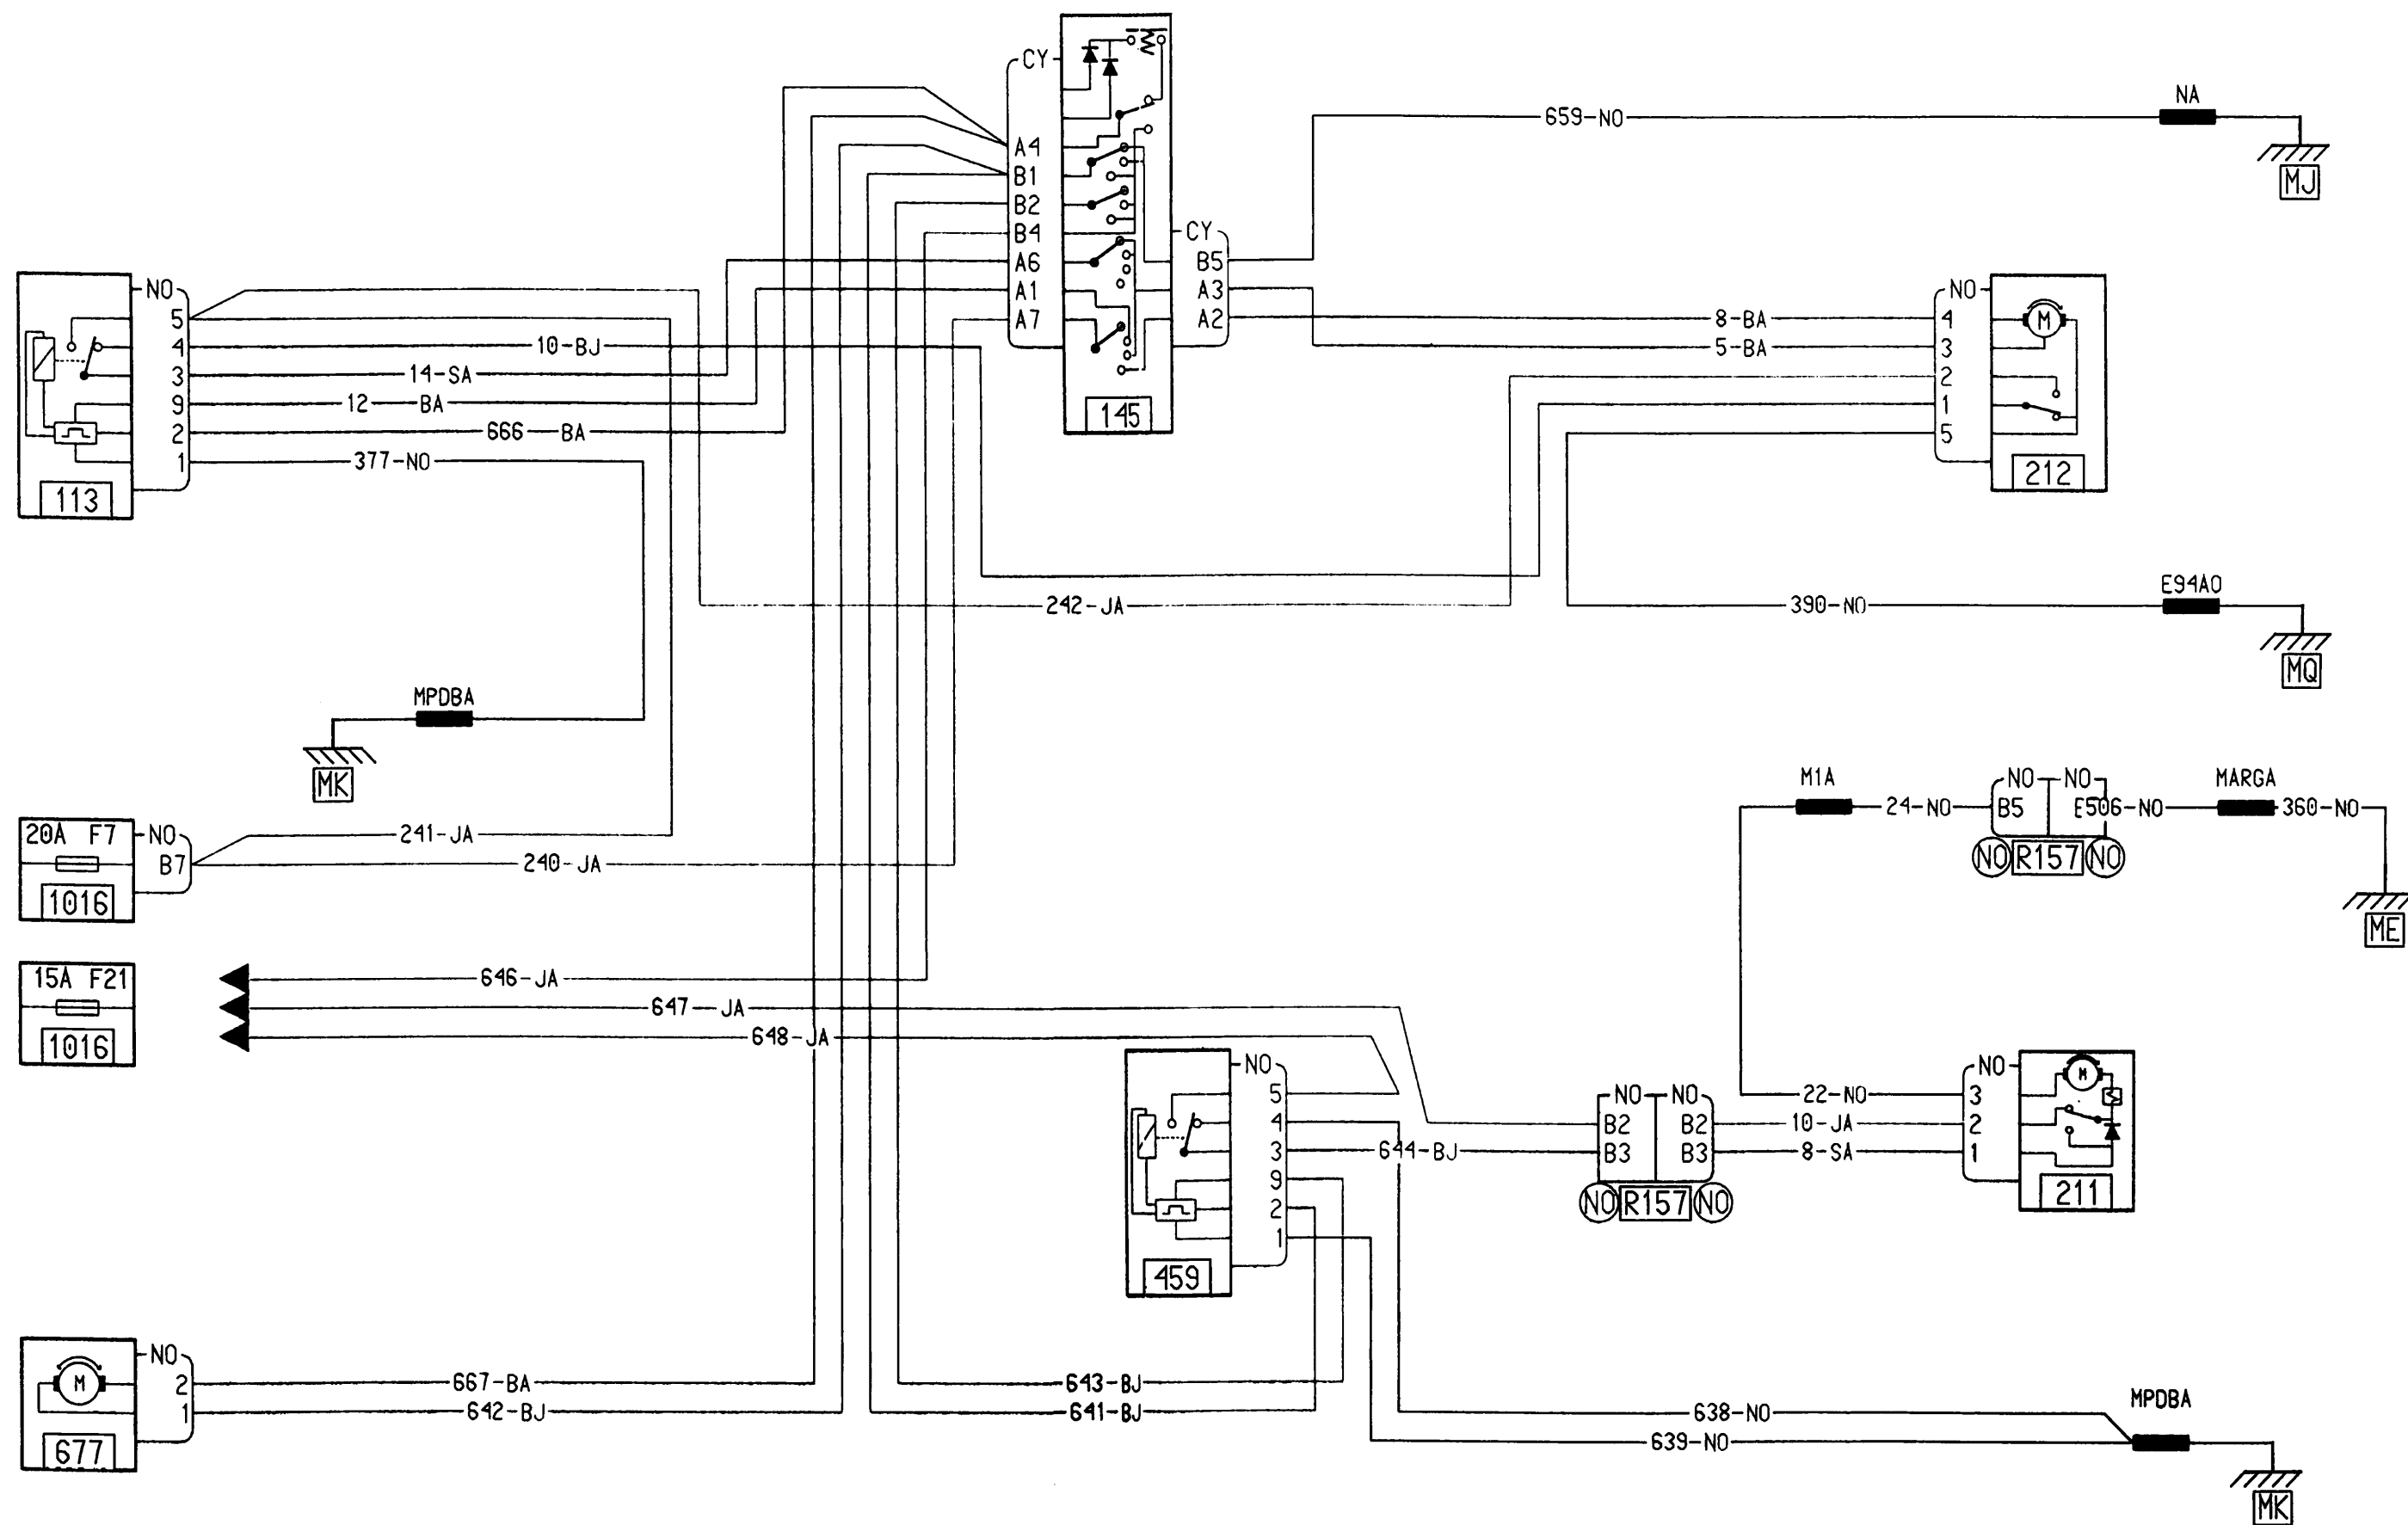 CY
A4
B1
B2
B4
A6
A1
A7
145
CY
B5
A3
A2
659-NO
NA
MJ
113
NO
5
4
3
9
2
1
10-BJ
14-SA
12-BA
666-BA
377-NO
8-BA
5-BA
NO
4
3
2
1
5
M
212
242-JA
390-NO
E94AO
MQ
MPDBA
MK
20A F7
1016
NO
B7
241-JA
240-JA
15A F21
1016
646-JA
647-JA
648-JA
M1A
24-NO
NO NO
B5
E506-NO
MARGA
360-NO
NO R157 NO
ME
459
NO
5
4
3
9
2
1
644-BJ
NO NO
B2 B2
B3 B3
NO R157 NO
22-NO
10-JA
8-SA
NO
3
2
1
M
211
M
677
NO
2
1
667-BA
642-BJ
643-BJ
641-BJ
638-NO
639-NO
MPDBA
MK